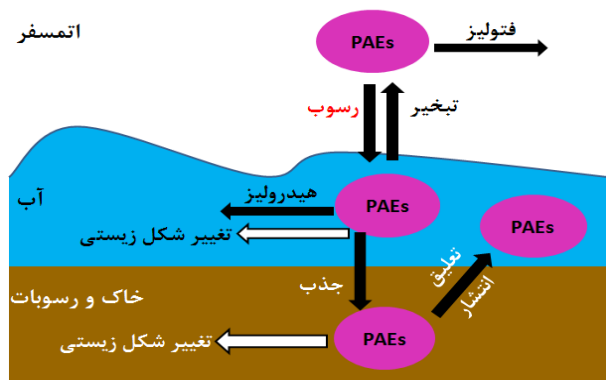 اتمسفر
PAEs
فتولیز
رسوب
تبخیر
آب
هیدرولیز
PAEs
تغییر شکل زیستی
PAEs
تعلیق
انتشار
جذب
خاک و رسوبات
تغییر شکل زیستی
PAEs